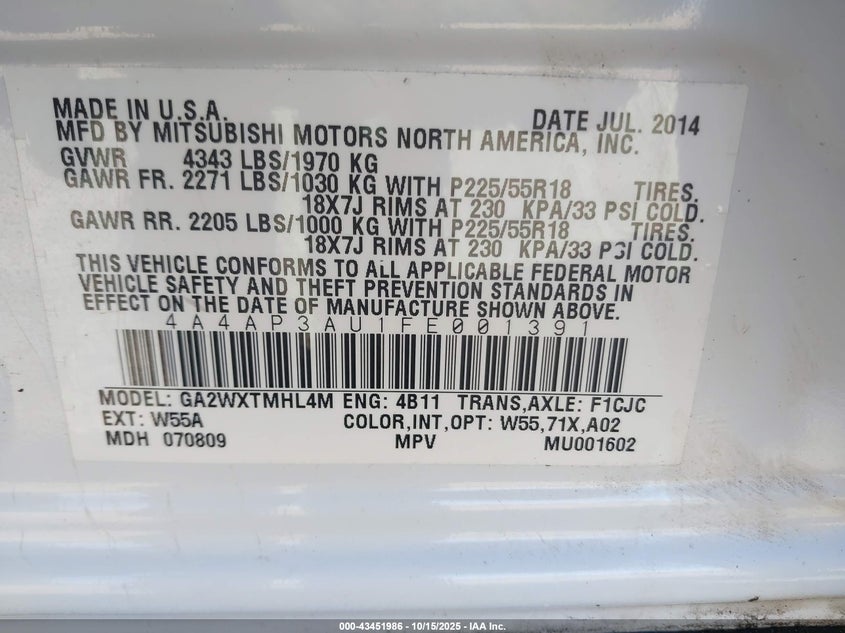 MADE IN U.S.A. DATE JUL. 2014
MFD BY MITSUBISHI MOTORS NORTH AMERICA, INC.
GVWR 4343 LBS/1970 KG
GAWR FR. 2271 LBS/1030 KG WITH P225/55R18 TIRES.
18X7J RIMS AT 230 KPA/33 PSI COLD.
GAWR RR. 2205 LBS/1000 KG WITH P225/55R18 TIRES.
18X7J RIMS AT 230 KPA/33 PSI COLD.
THIS VEHICLE CONFORMS TO ALL APPLICABLE FEDERAL MOTOR
VEHICLE SAFETY AND THEFT PREVENTION STANDARDS IN
EFFECT ON THE DATE OF MANUFACTURE SHOWN ABOVE.
4A4AP3AU1FE001391
MODEL: GA2WXTMHL4M ENG: 4B11 TRANS,AXLE: F1CJC
EXT: W55A COLOR,INT,OPT: W55,71X,A02
MDH 070809 MPV MU001602
000-43451986 - 10/15/2025 - IAA Inc.